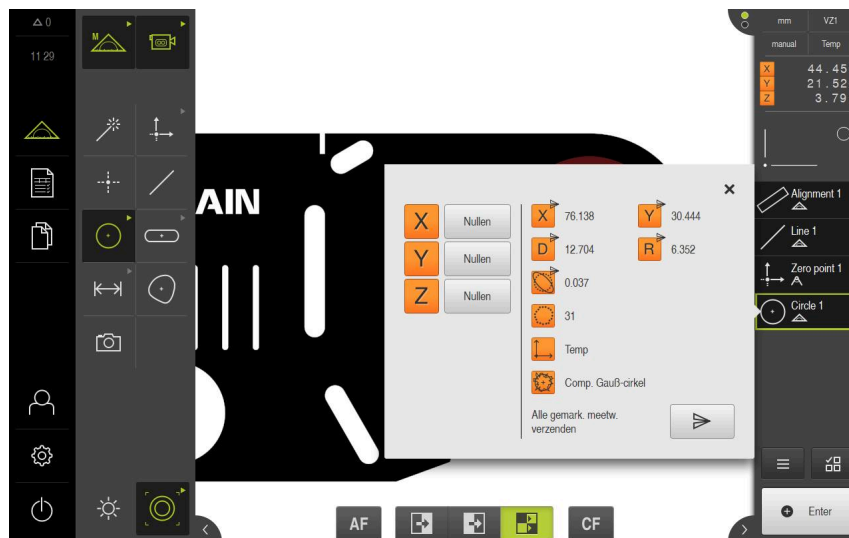 0
11 29
M
AIN
X Nullen
Y Nullen
Z Nullen
X 76.138 Y 30.444
D 12.704 R 6.352
0.037
31
Temp
Comp. Gauß-cirkel
Alle gemark. meetw.
verzenden
AF
CF
mm VZ1
manual Temp
X 44.45
Y 21.52
Z 3.79
Alignment 1
Line 1
Zero point 1
Circle 1
Enter